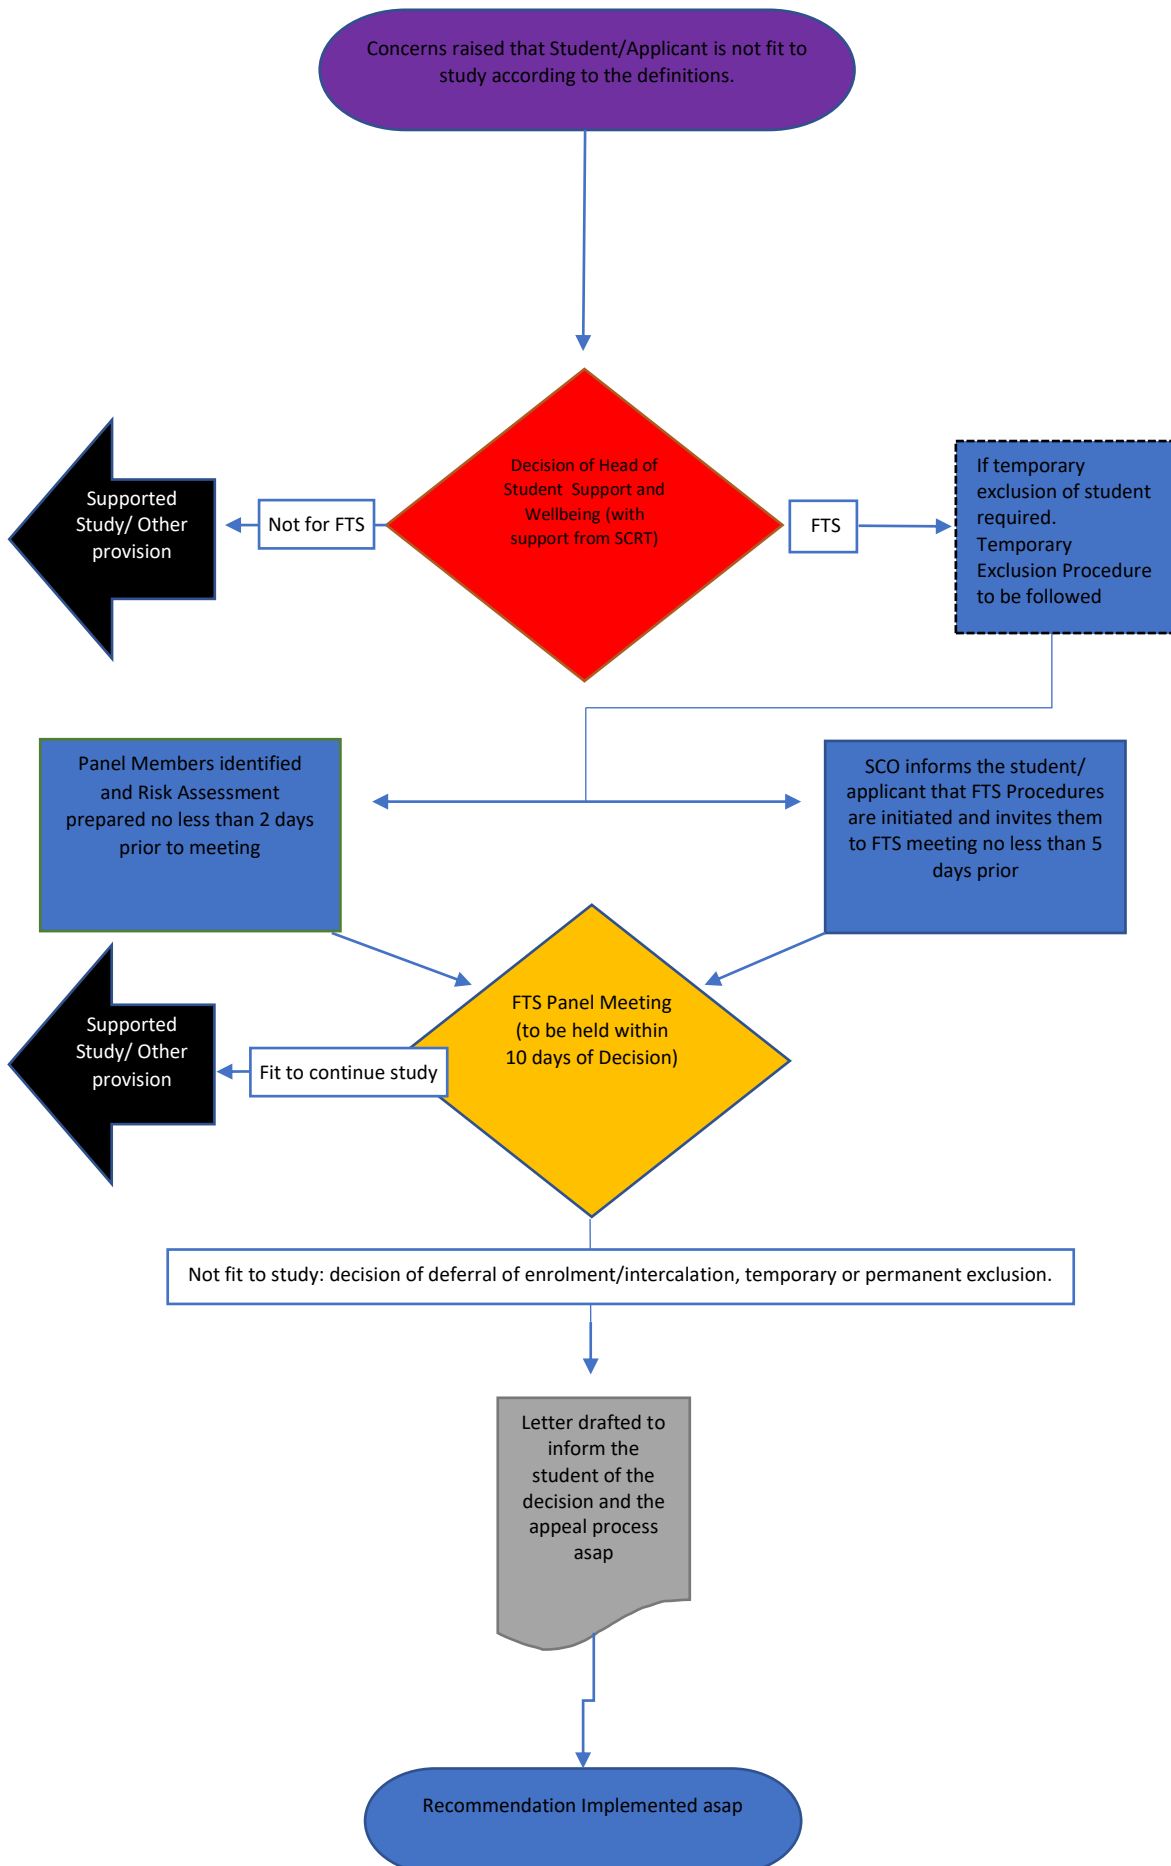 Concerns raised that Student/Applicant is not fit to
study according to the definitions.
Decision of Head of
Student Support and
Wellbeing (with
support from SCRT)
Supported
Study/ Other
provision
Not for FTS
FTS
If temporary
exclusion of student
required.
Temporary
Exclusion Procedure
to be followed
Panel Members identified
and Risk Assessment
prepared no less than 2 days
prior to meeting
SCO informs the student/
applicant that FTS Procedures
are initiated and invites them
to FTS meeting no less than 5
days prior
FTS Panel Meeting
(to be held within
10 days of Decision)
Supported
Study/ Other
provision
Fit to continue study
Not fit to study: decision of deferral of enrolment/intercalation, temporary or permanent exclusion.
Letter drafted to
inform the
student of the
decision and the
appeal process
asap
Recommendation Implemented asap